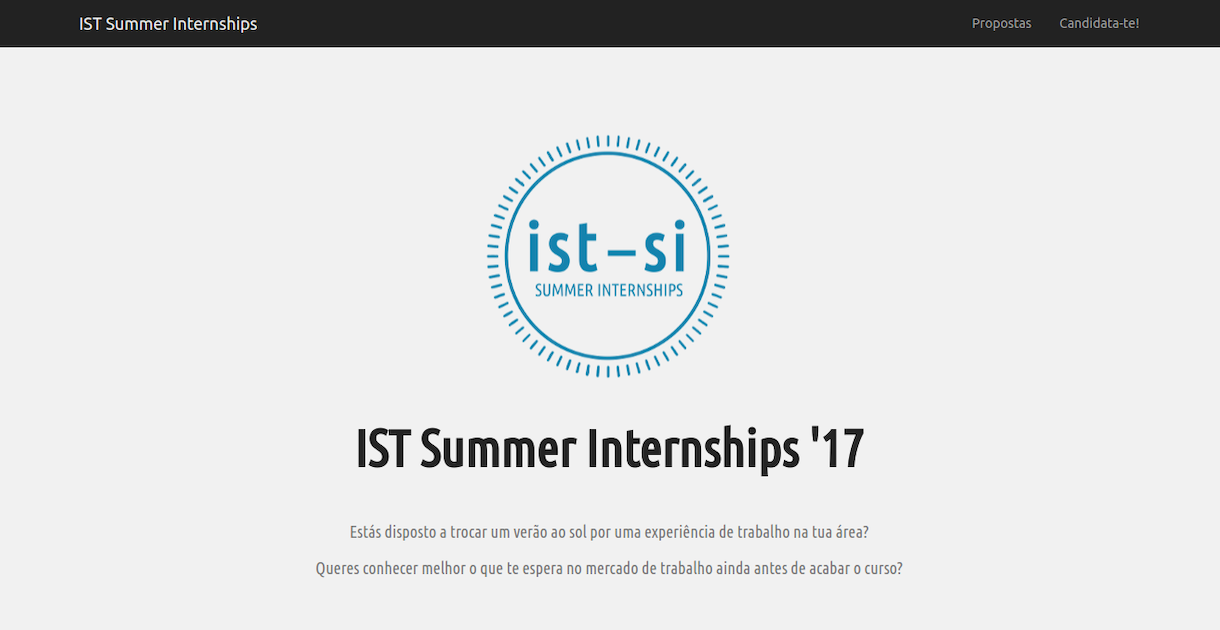 IST Summer Internships
Propostas
Candidata-te!
ist-si
SUMMER INTERNSHIPS
IST Summer Internships '17
Estás disposto a trocar um verão ao sol por uma experiência de trabalho na tua área?
Queres conhecer melhor o que te espera no mercado de trabalho ainda antes de acabar o curso?